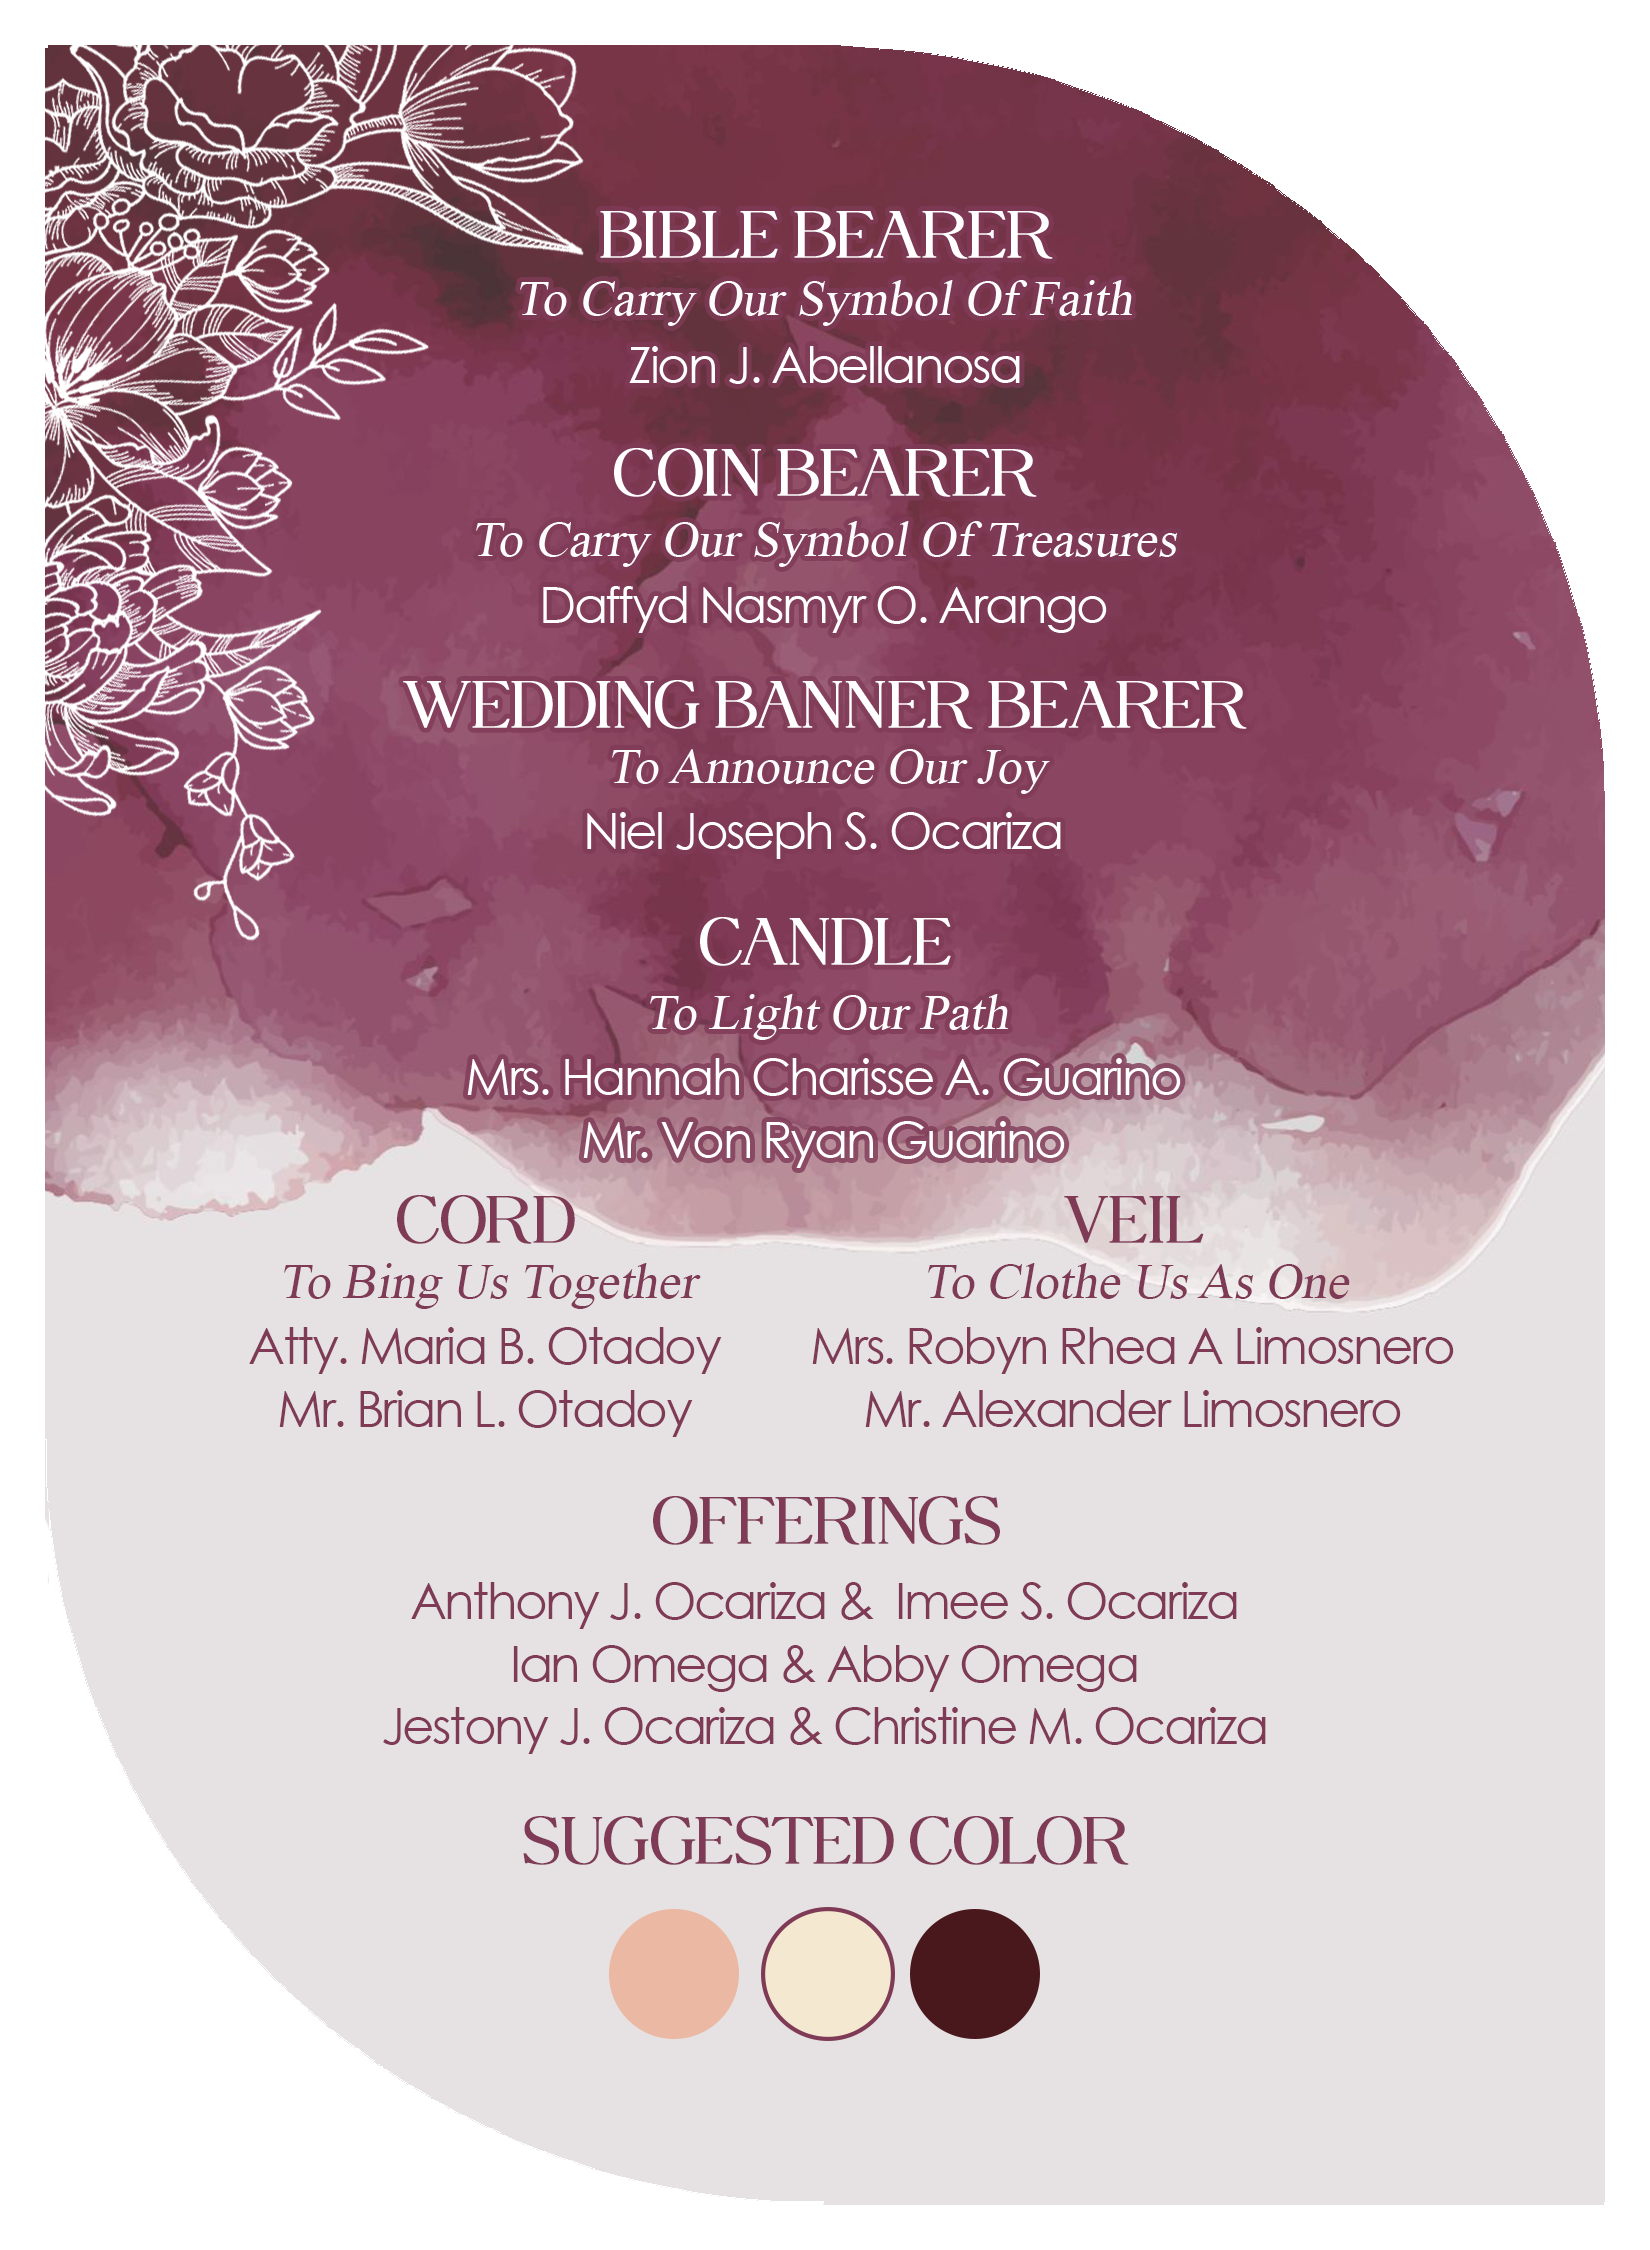 BIBLE BEARER
To Carry Our Symbol Of Faith
Zion J. Abellanosa
COIN BEARER
To Carry Our Symbol Of Treasures
Daffyd Nasmyr O. Arango
WEDDING BANNER BEARER
To Announce Our Joy
Niel Joseph S. Ocariza
CANDLE
To Light Our Path
Mrs. Hannah Charisse A. Guarino
Mr. Von Ryan Guarino
CORD
To Bing Us Together
Atty. Maria B. Otadoy
Mr. Brian L. Otadoy
VEIL
To Clothe Us As One
Mrs. Robyn Rhea A Limosnero
Mr. Alexander Limosnero
OFFERINGS
Anthony J. Ocariza & Imee S. Ocariza
Ian Omega & Abby Omega
Jestony J. Ocariza & Christine M. Ocariza
SUGGESTED COLOR